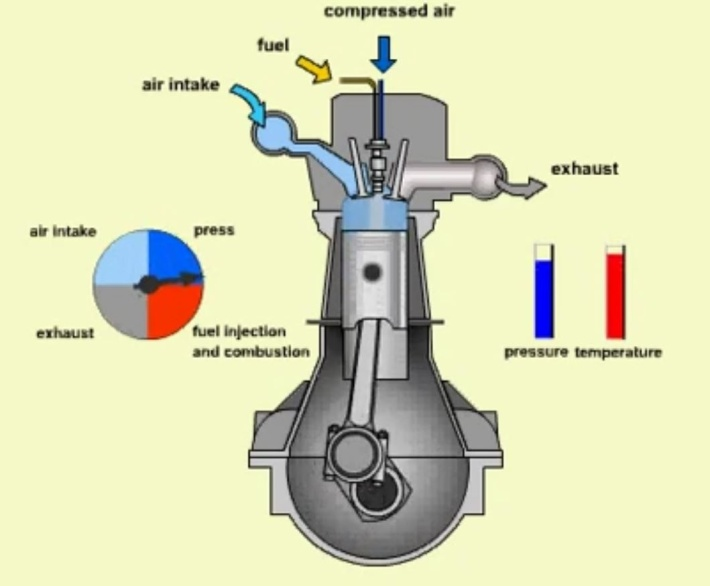 compressed air
fuel
air intake
exhaust
air intake
press
exhaust
fuel injection
and combustion
pressure
temperature